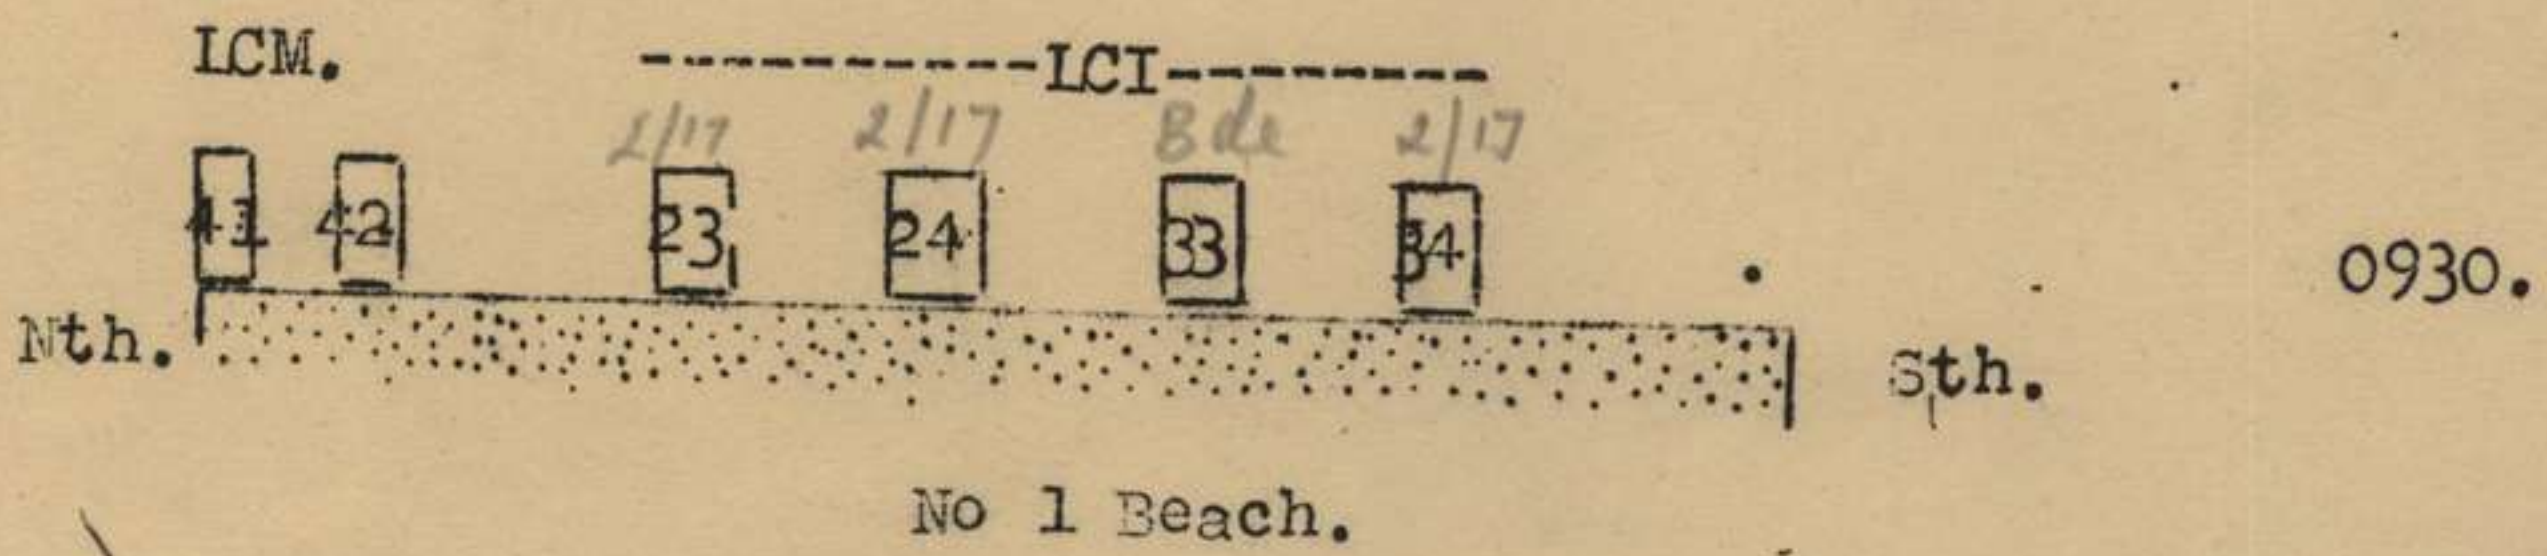 LCM. -----------LCI---------
2/17 2/17 Bde 2/17
41 42 23 24 33 34 0930.
Nth. Sth.
No 1 Beach.